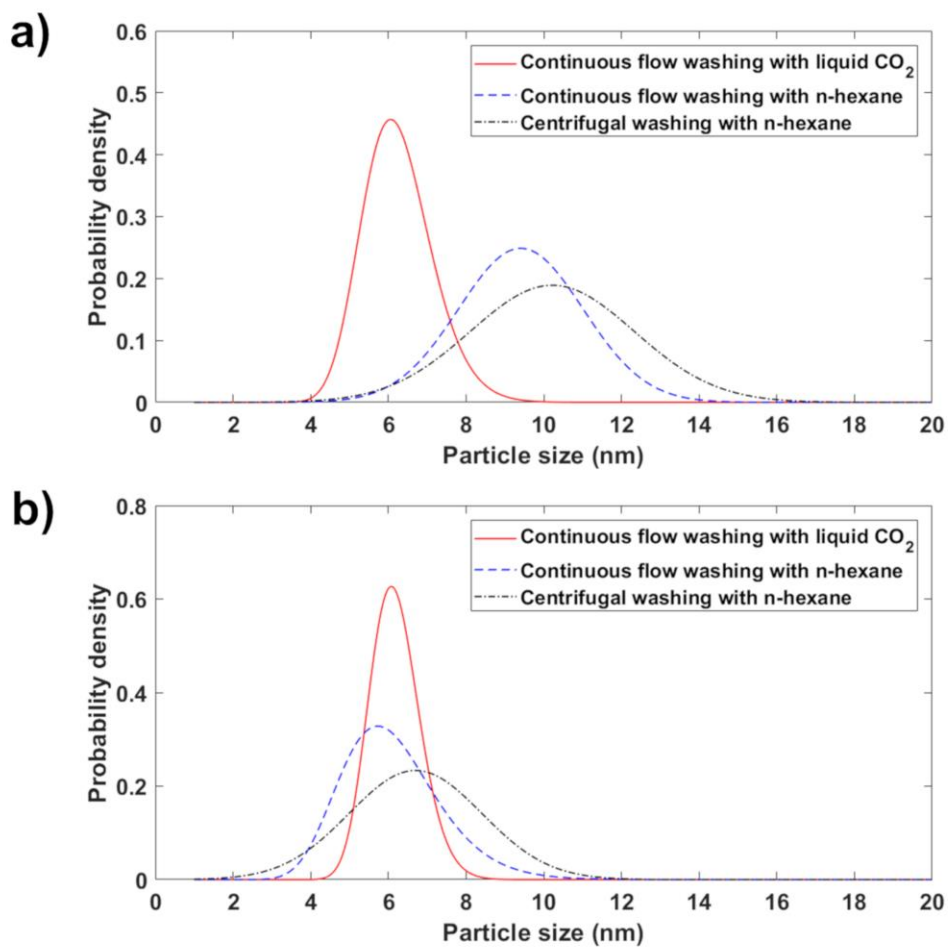 a)
0.6
0.5
0.4
0.3
0.2
0.1
0
Probability density
Continuous flow washing with liquid CO2
Continuous flow washing with n-hexane
Centrifugal washing with n-hexane
0 2 4 6 8 10 12 14 16 18 20
Particle size (nm)
b)
0.8
0.6
0.4
0.2
0
Probability density
Continuous flow washing with liquid CO2
Continuous flow washing with n-hexane
Centrifugal washing with n-hexane
0 2 4 6 8 10 12 14 16 18 20
Particle size (nm)